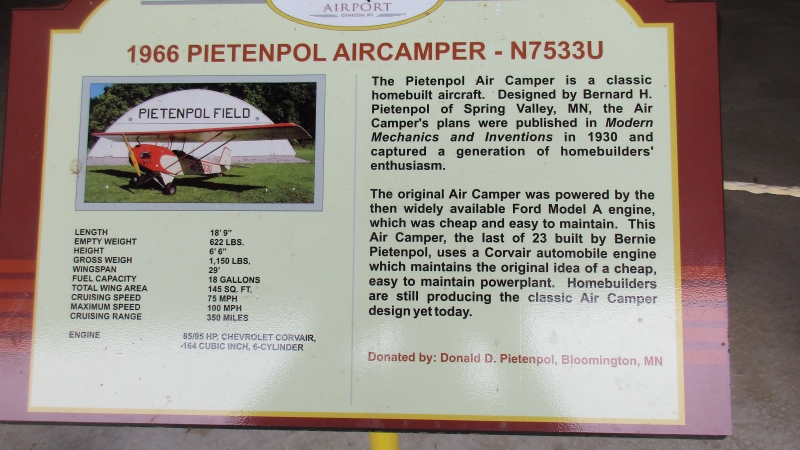 AIRPORT
1966 PIETENPOL AIRCAMPER - N7533U
PIETENPOL FIELD
LENGTH 18' 9"
EMPTY WEIGHT 622 LBS.
HEIGHT 6' 6"
GROSS WEIGH 1,150 LBS.
WINGSPAN 29'
FUEL CAPACITY 18 GALLONS
TOTAL WING AREA 145 SQ. FT.
CRUISING SPEED 75 MPH
MAXIMUM SPEED 100 MPH
CRUISING RANGE 350 MILES
ENGINE 85/95 HP, CHEVROLET CORVAIR,
-164 CUBIC INCH, 6-CYLINDER
The Pietenpol Air Camper is a classic
homebuilt aircraft. Designed by Bernard H.
Pietenpol of Spring Valley, MN, the Air
Camper's plans were published in Modern
Mechanics and Inventions in 1930 and
captured a generation of homebuilders'
enthusiasm.
The original Air Camper was powered by the
then widely available Ford Model A engine,
which was cheap and easy to maintain. This
Air Camper, the last of 23 built by Bernie
Pietenpol, uses a Corvair automobile engine
which maintains the original idea of a cheap,
easy to maintain powerplant. Homebuilders
are still producing the classic Air Camper
design yet today.
Donated by: Donald D. Pietenpol, Bloomington, MN